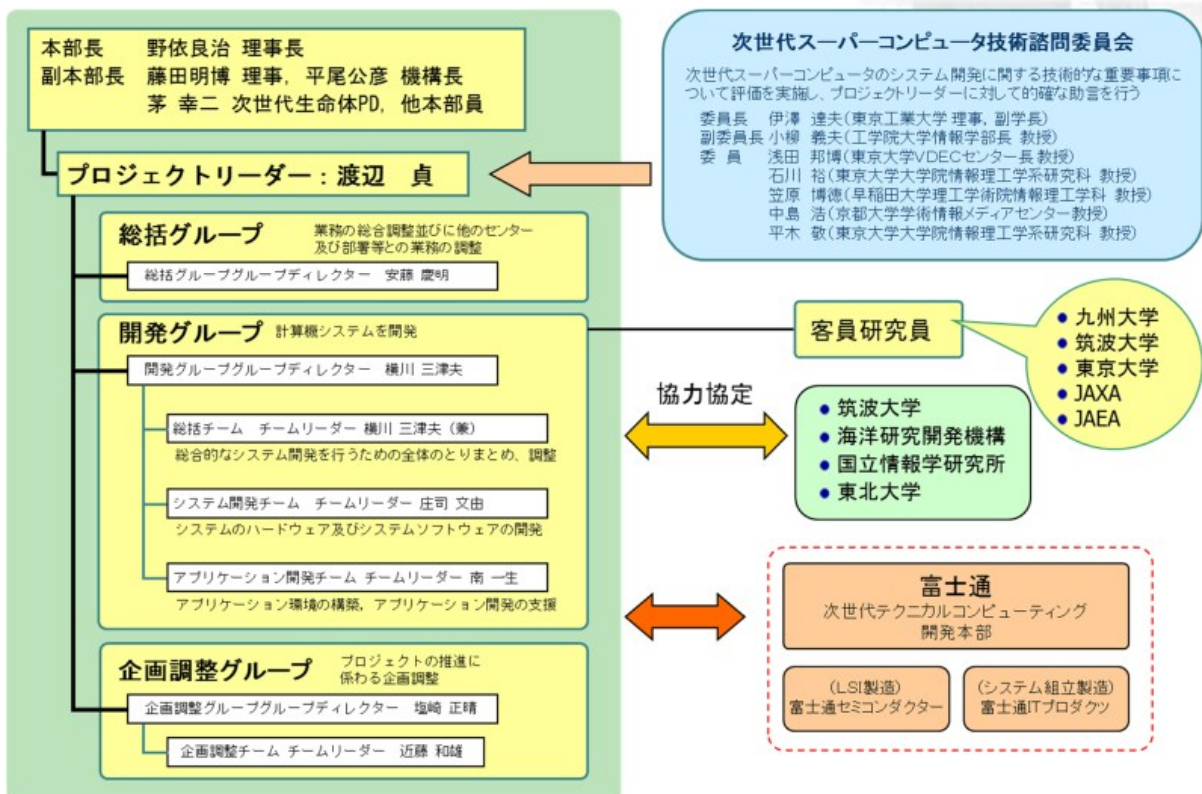 本部長 野依良治 理事長
副本部長 藤田明博 理事, 平尾公彦 機構長
茅 幸二 次世代生命体PD, 他本部員
プロジェクトリーダー：渡辺 貞
総括グループ 業務の総合調整並びに他のセンター
及び部署等との業務の調整
総括グループグループディレクター 安藤 慶明
開発グループ 計算機システムを開発
開発グループグループディレクター 横川 三津夫
総括チーム チームリーダー 横川 三津夫（兼）
総合的なシステム開発を行うための全体のとりまとめ、調整
システム開発チーム チームリーダー 庄司 文由
システムのハードウェア及びシステムソフトウェアの開発
アプリケーション開発チーム チームリーダー 南 一生
アプリケーション環境の構築, アプリケーション開発の支援
企画調整グループ プロジェクトの推進に
係わる企画調整
企画調整グループグループディレクター 塩崎 正晴
企画調整チーム チームリーダー 近藤 和雄
次世代スーパーコンピュータ技術諮問委員会
次世代スーパーコンピュータのシステム開発に関する技術的な重要事項に
ついて評価を実施し、プロジェクトリーダーに対して的確な助言を行う
委員長 伊澤 達夫(東京工業大学 理事, 副学長)
副委員長 小柳 義夫(工学院大学情報学部長 教授)
委 員 浅田 邦博(東京大学VDECセンター長 教授)
石川 裕(東京大学大学院情報理工学系研究科 教授)
笠原 博徳(早稲田大学理工学術院情報理工学科 教授)
中島 浩(京都大学学術情報メディアセンター教授)
平木 敬(東京大学大学院情報理工学系研究科 教授)
客員研究員
九州大学
筑波大学
東京大学
JAXA
JAEA
協力協定
筑波大学
海洋研究開発機構
国立情報学研究所
東北大学
富士通
次世代テクニカルコンピューティング
開発本部
(LSI製造)
富士通セミコンダクター
(システム組立製造)
富士通ITプロダクツ